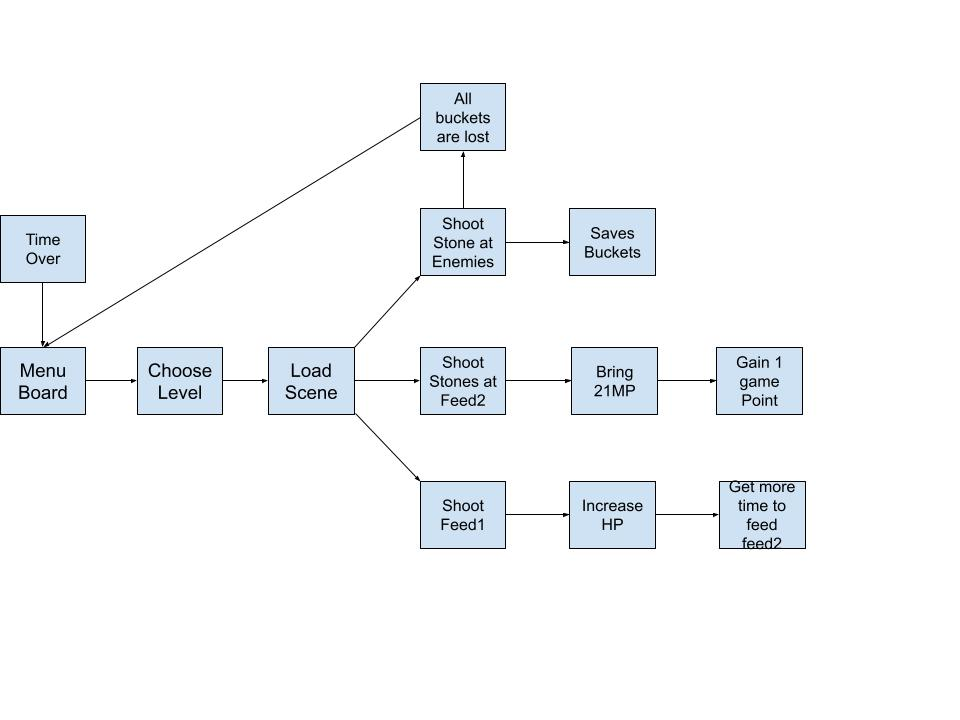 All
buckets
are lost
Shoot
Stone at
Enemies
Saves
Buckets
Time
Over
Menu
Board
Choose
Level
Load
Scene
Shoot
Stones at
Feed2
Bring
21MP
Gain 1
game
Point
Shoot
Feed1
Increase
HP
Get more
time to
feed
feed2